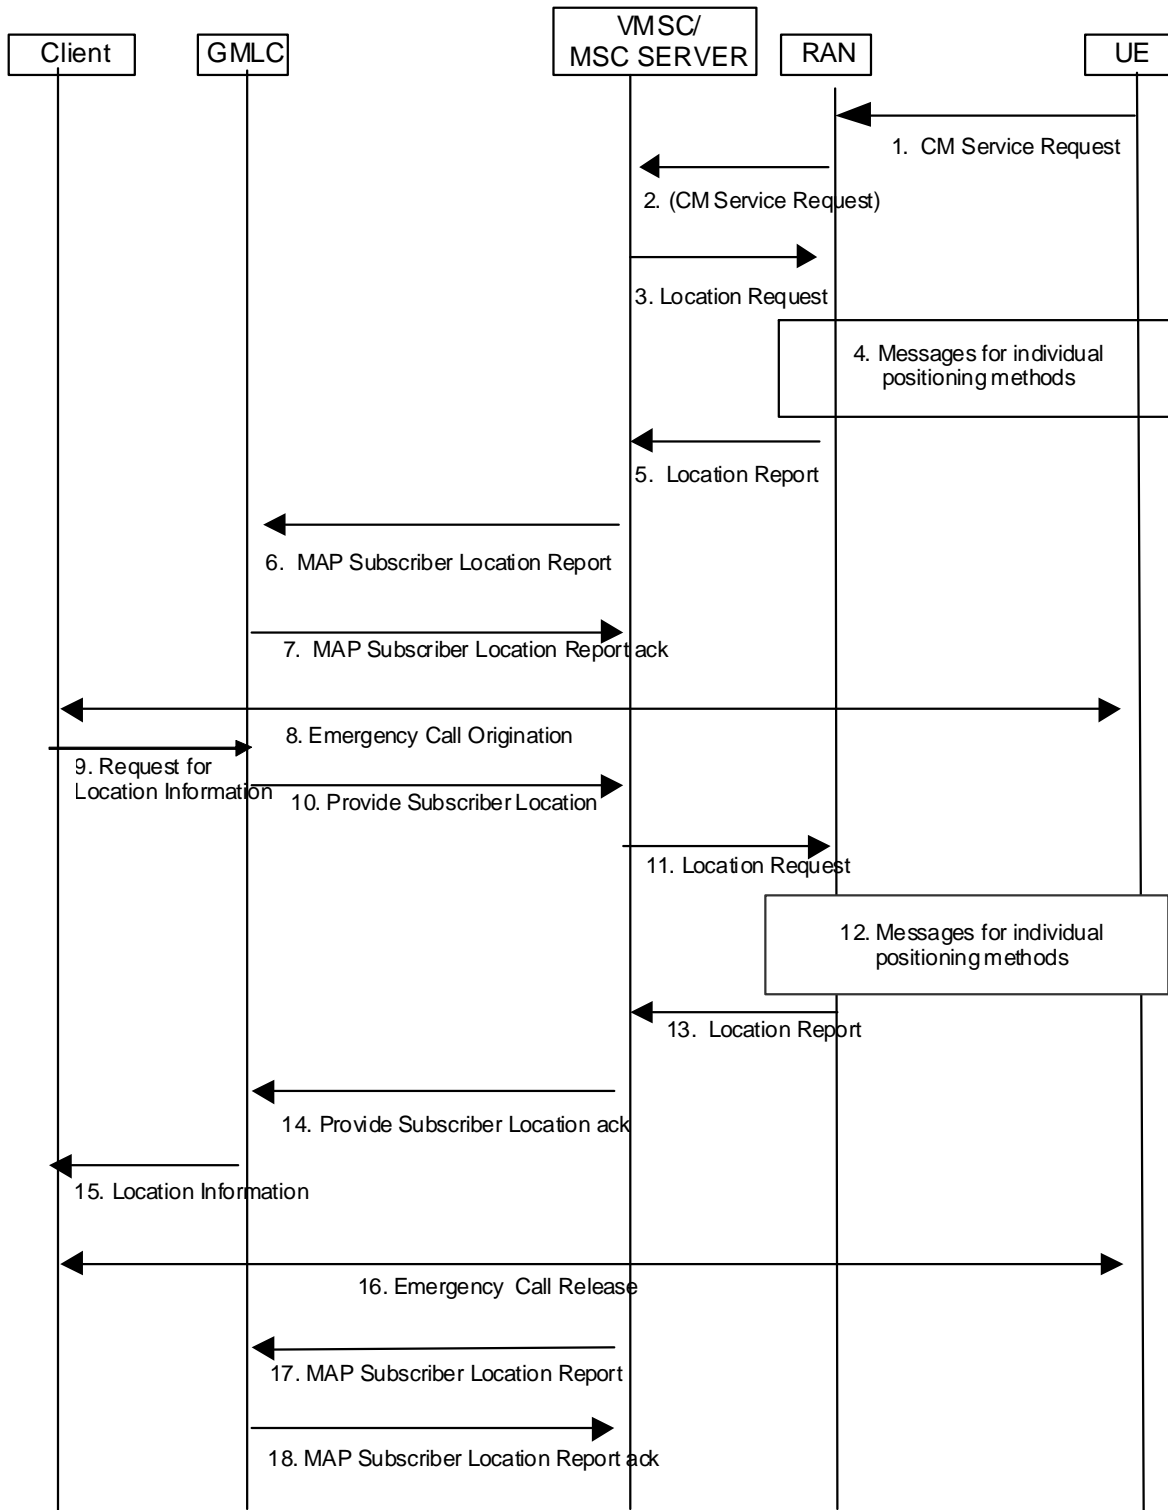 Client
GMLC
VMSC/
MSC SERVER
RAN
UE
1. CM Service Request
2. (CM Service Request)
3. Location Request
4. Messages for individual
positioning methods
5. Location Report
6. MAP Subscriber Location Report
7. MAP Subscriber Location Report ack
8. Emergency Call Origination
9. Request for
Location Information
10. Provide Subscriber Location
11. Location Request
12. Messages for individual
positioning methods
13. Location Report
14. Provide Subscriber Location ack
15. Location Information
16. Emergency Call Release
17. MAP Subscriber Location Report
18. MAP Subscriber Location Report ack